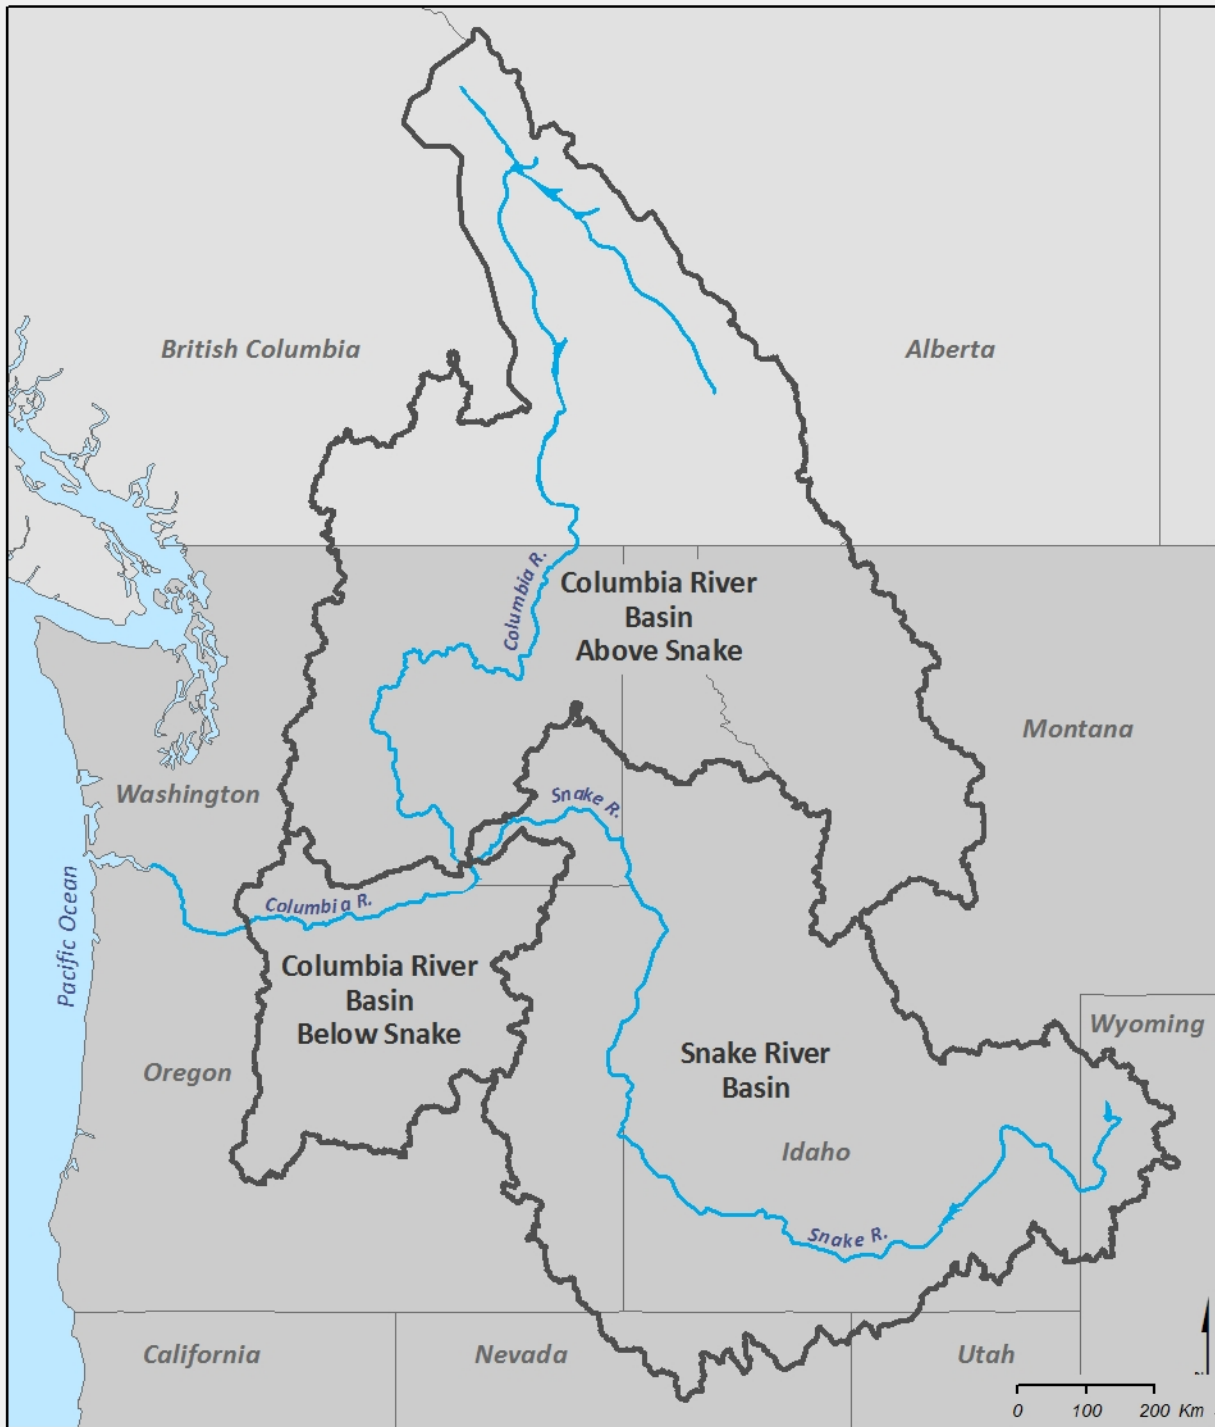 British Columbia
Alberta
Columbia R.
Columbia River
Basin
Above Snake
Montana
Washington
Snake R.
Pacific Ocean
Columbia R.
Columbia River
Basin
Below Snake
Oregon
Snake River
Basin
Wyoming
Idaho
Snake R.
California
Nevada
Utah
0 100 200 Km